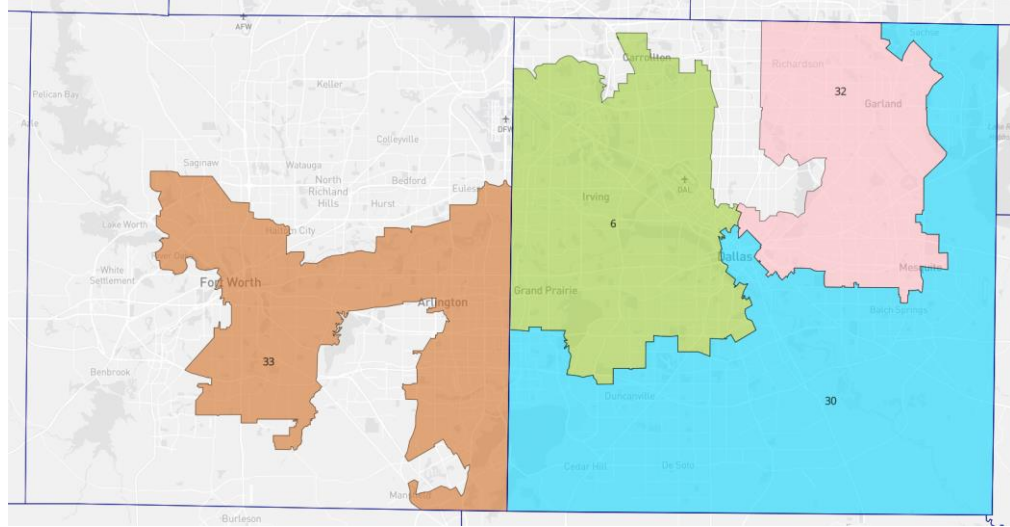 AFW
Carrollton
Sachse
Richardson
Keller
32
Pelican Bay
Garland
DFW
Colleyville
Saginaw
Watauga
North
Richland
Hills
Bedford
Euless
DAL
Irving
Hurst
Lake Worth
Haltom City
6
White
Settlement
Dallas
Mesquite
Fort Worth
Grand Prairie
Arlington
Balch Springs
33
Benbrook
Duncanville
30
Cedar Hill
De Soto
Mansfield
Burleson